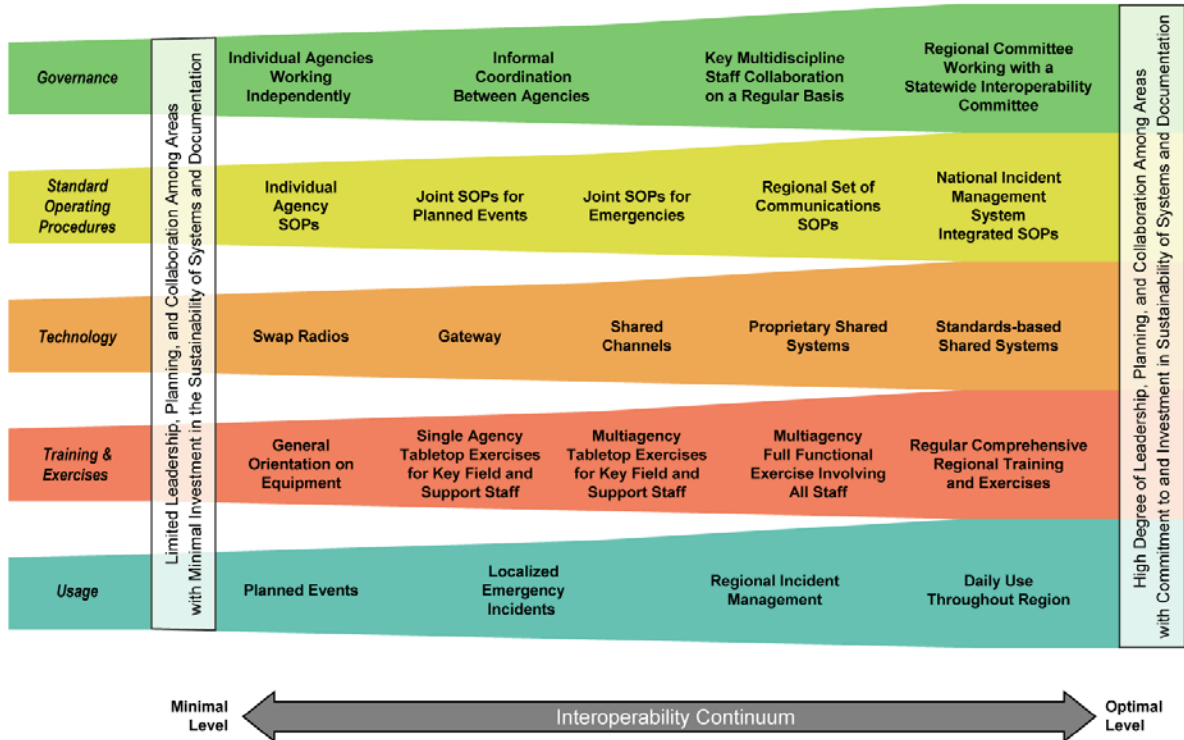 Governance
Individual Agencies
Working
Independently
Informal
Coordination
Between Agencies
Key Multidiscipline
Staff Collaboration
on a Regular Basis
Regional Committee
Working with a
Statewide Interoperability
Committee
Standard
Operating
Procedures
Individual
Agency
SOPs
Joint SOPs for
Planned Events
Joint SOPs for
Emergencies
Regional Set of
Communications
SOPs
National Incident
Management
System
Integrated SOPs
Technology
Swap Radios
Gateway
Shared
Channels
Proprietary Shared
Systems
Standards-based
Shared Systems
Training &
Exercises
General
Orientation on
Equipment
Single Agency
Tabletop Exercises
for Key Field and
Support Staff
Multiagency
Tabletop Exercises
for Key Field and
Support Staff
Multiagency
Full Functional
Exercise Involving
All Staff
Regular Comprehensive
Regional Training
and Exercises
Usage
Planned Events
Localized
Emergency
Incidents
Regional Incident
Management
Daily Use
Throughout Region
Limited Leadership, Planning, and Collaboration Among Areas
with Minimal Investment in the Sustainability of Systems and Documentation
High Degree of Leadership, Planning, and Collaboration Among Areas
with Commitment to and Investment in Sustainability of Systems and Documentation
Minimal
Level
Interoperability Continuum
Optimal
Level